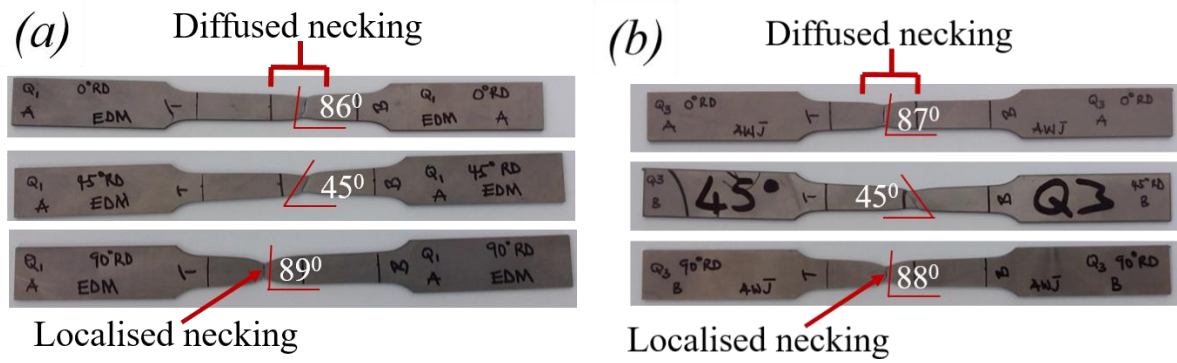 (a)
Diffused necking
Q1 0°RD
A EDM
T
86⁰
B
Q1 0°RD
EDM A
Q1 45°RD
A EDM
T
45⁰
B
Q1 45°RD
A EDM
Q1 90°RD
A EDM
T
89⁰
B
Q1 90°RD
A EDM
Localised necking
(b)
Diffused necking
Q3 0°RD
A AWJ
T
87⁰
B
Q3 0°RD
AWJ A
Q3
B 45°
T
45⁰
B
Q3 45°RD
B
Q3 90°RD
B AWJ
T
88⁰
B
Q3 90°RD
AWJ B
Localised necking